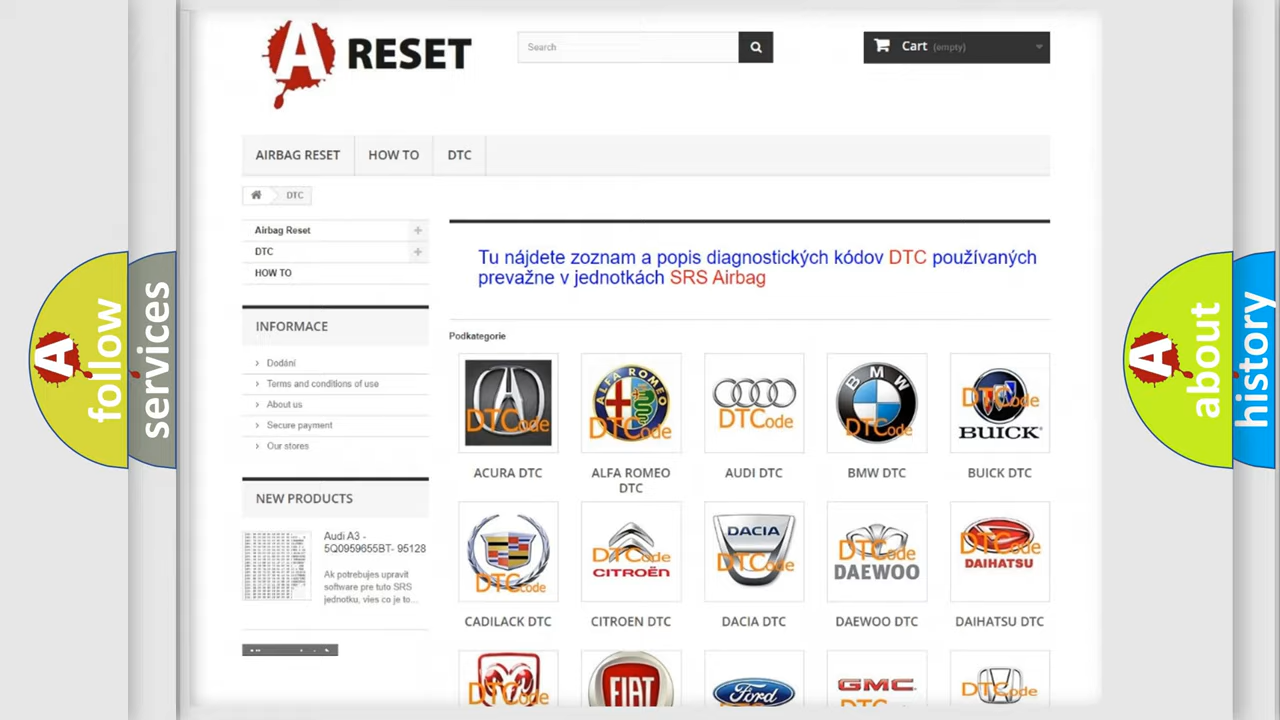 A RESET
Search
Cart (empty)
AIRBAG RESET
HOW TO
DTC
DTC
Airbag Reset
DTC
HOW TO
INFORMACE
Dodání
Terms and conditions of use
About us
Secure payment
Our stores
NEW PRODUCTS
Audi A3 -
5Q0959655BT- 95128
Ak potrebujes upravit
software pre tuto SRS
jednotku, vies co je to...
Tu nájdete zoznam a popis diagnostických kódov DTC používaných
prevažne v jednotkách SRS Airbag
Podkategorie
DTCode
ALFA ROMEO
DTCode
DTCode
BMW
DTCode
DTCode
BUICK
ACURA DTC
ALFA ROMEO
DTC
AUDI DTC
BMW DTC
BUICK DTC
DTCode
DTCode
CITROËN
DACIA
DTCode
DTCode
DAEWOO
DTCode
DAIHATSU
CADILACK DTC
CITROEN DTC
DACIA DTC
DAEWOO DTC
DAIHATSU DTC
DTCode
FIAT
Ford
GMC
DTCode
A follow
services
A about
history